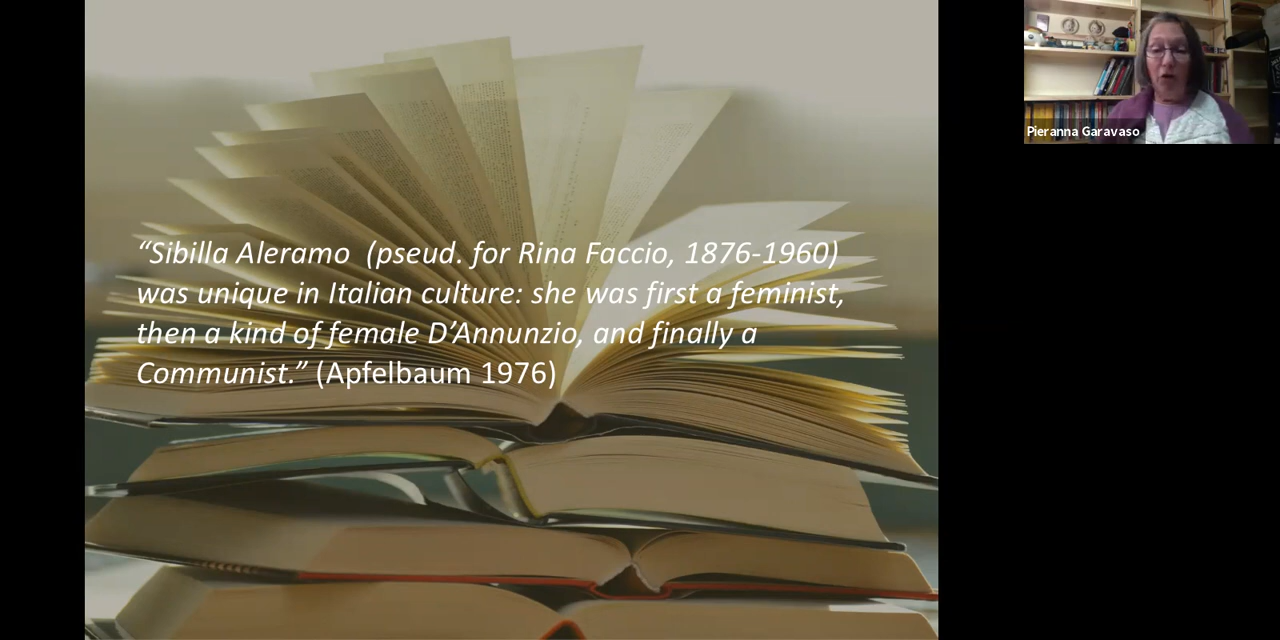 “Sibilla Aleramo  (pseud. for Rina Faccio, 1876-1960)
was unique in Italian culture: she was first a feminist,
then a kind of female D’Annunzio, and finally a
Communist.” (Apfelbaum 1976)
Pieranna Garavaso